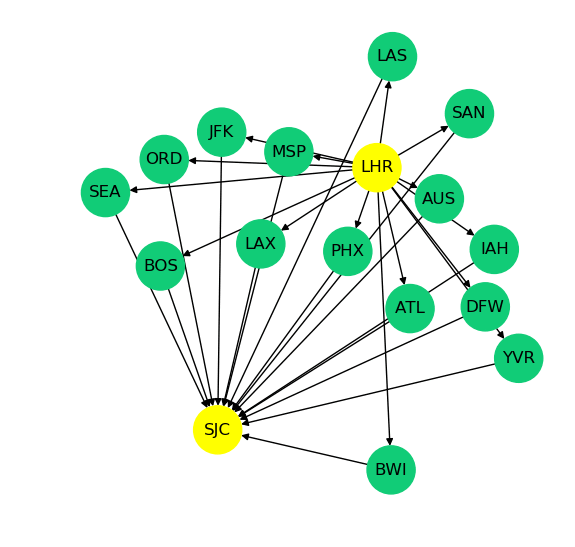 LAS
SAN
JFK
MSP
ORD
LHR
SEA
AUS
LAX
PHX
IAH
BOS
ATL
DFW
YVR
SJC
BWI